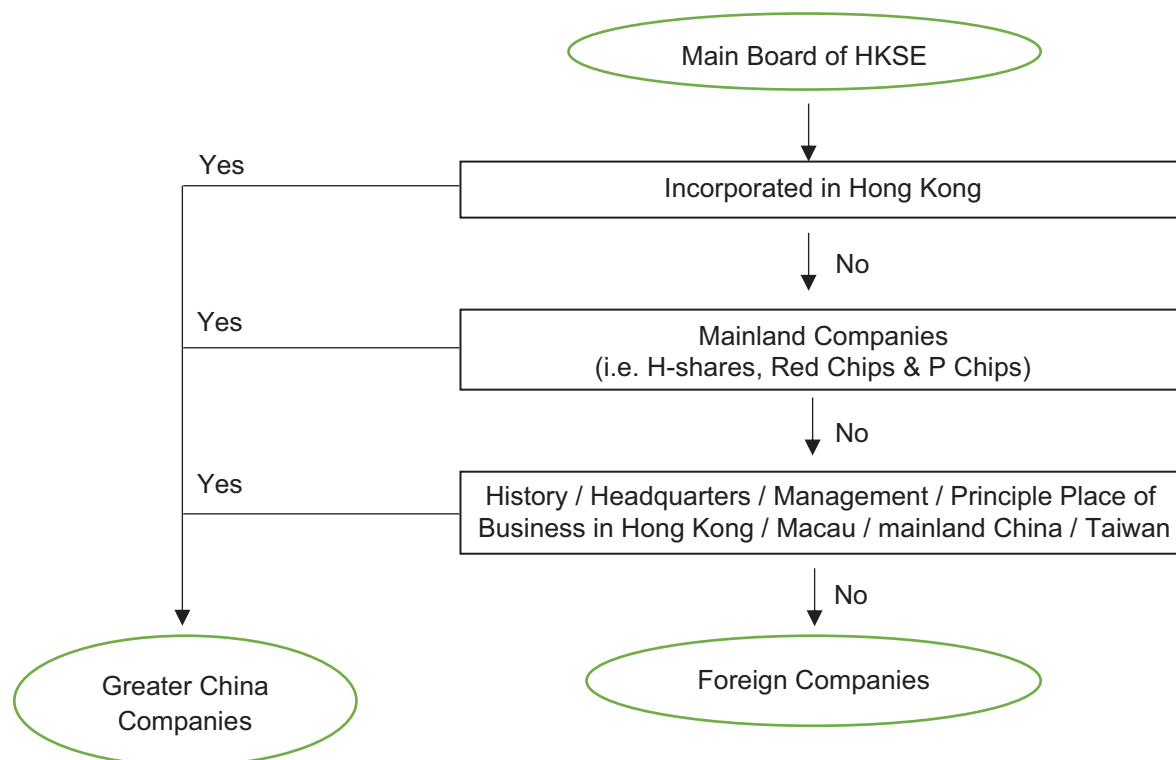 Main Board of HKSE
Yes
Incorporated in Hong Kong
No
Yes
Mainland Companies
(i.e. H-shares, Red Chips & P Chips)
No
Yes
History / Headquarters / Management / Principle Place of
Business in Hong Kong / Macau / mainland China / Taiwan
No
Greater China
Companies
Foreign Companies